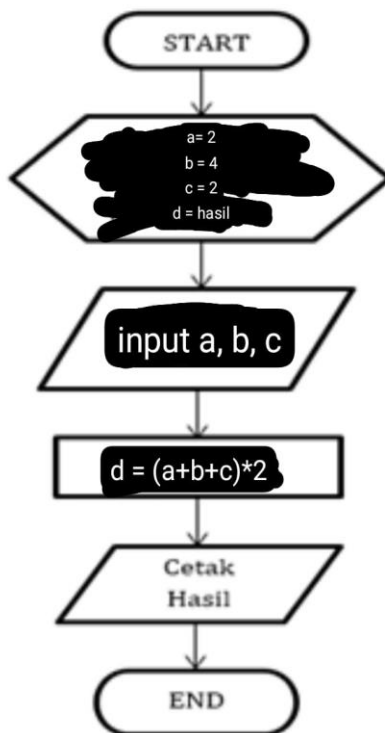 START
a= 2
b = 4
c = 2
d = hasil
input a, b, c
d = (a+b+c)*2
Cetak
Hasil
END